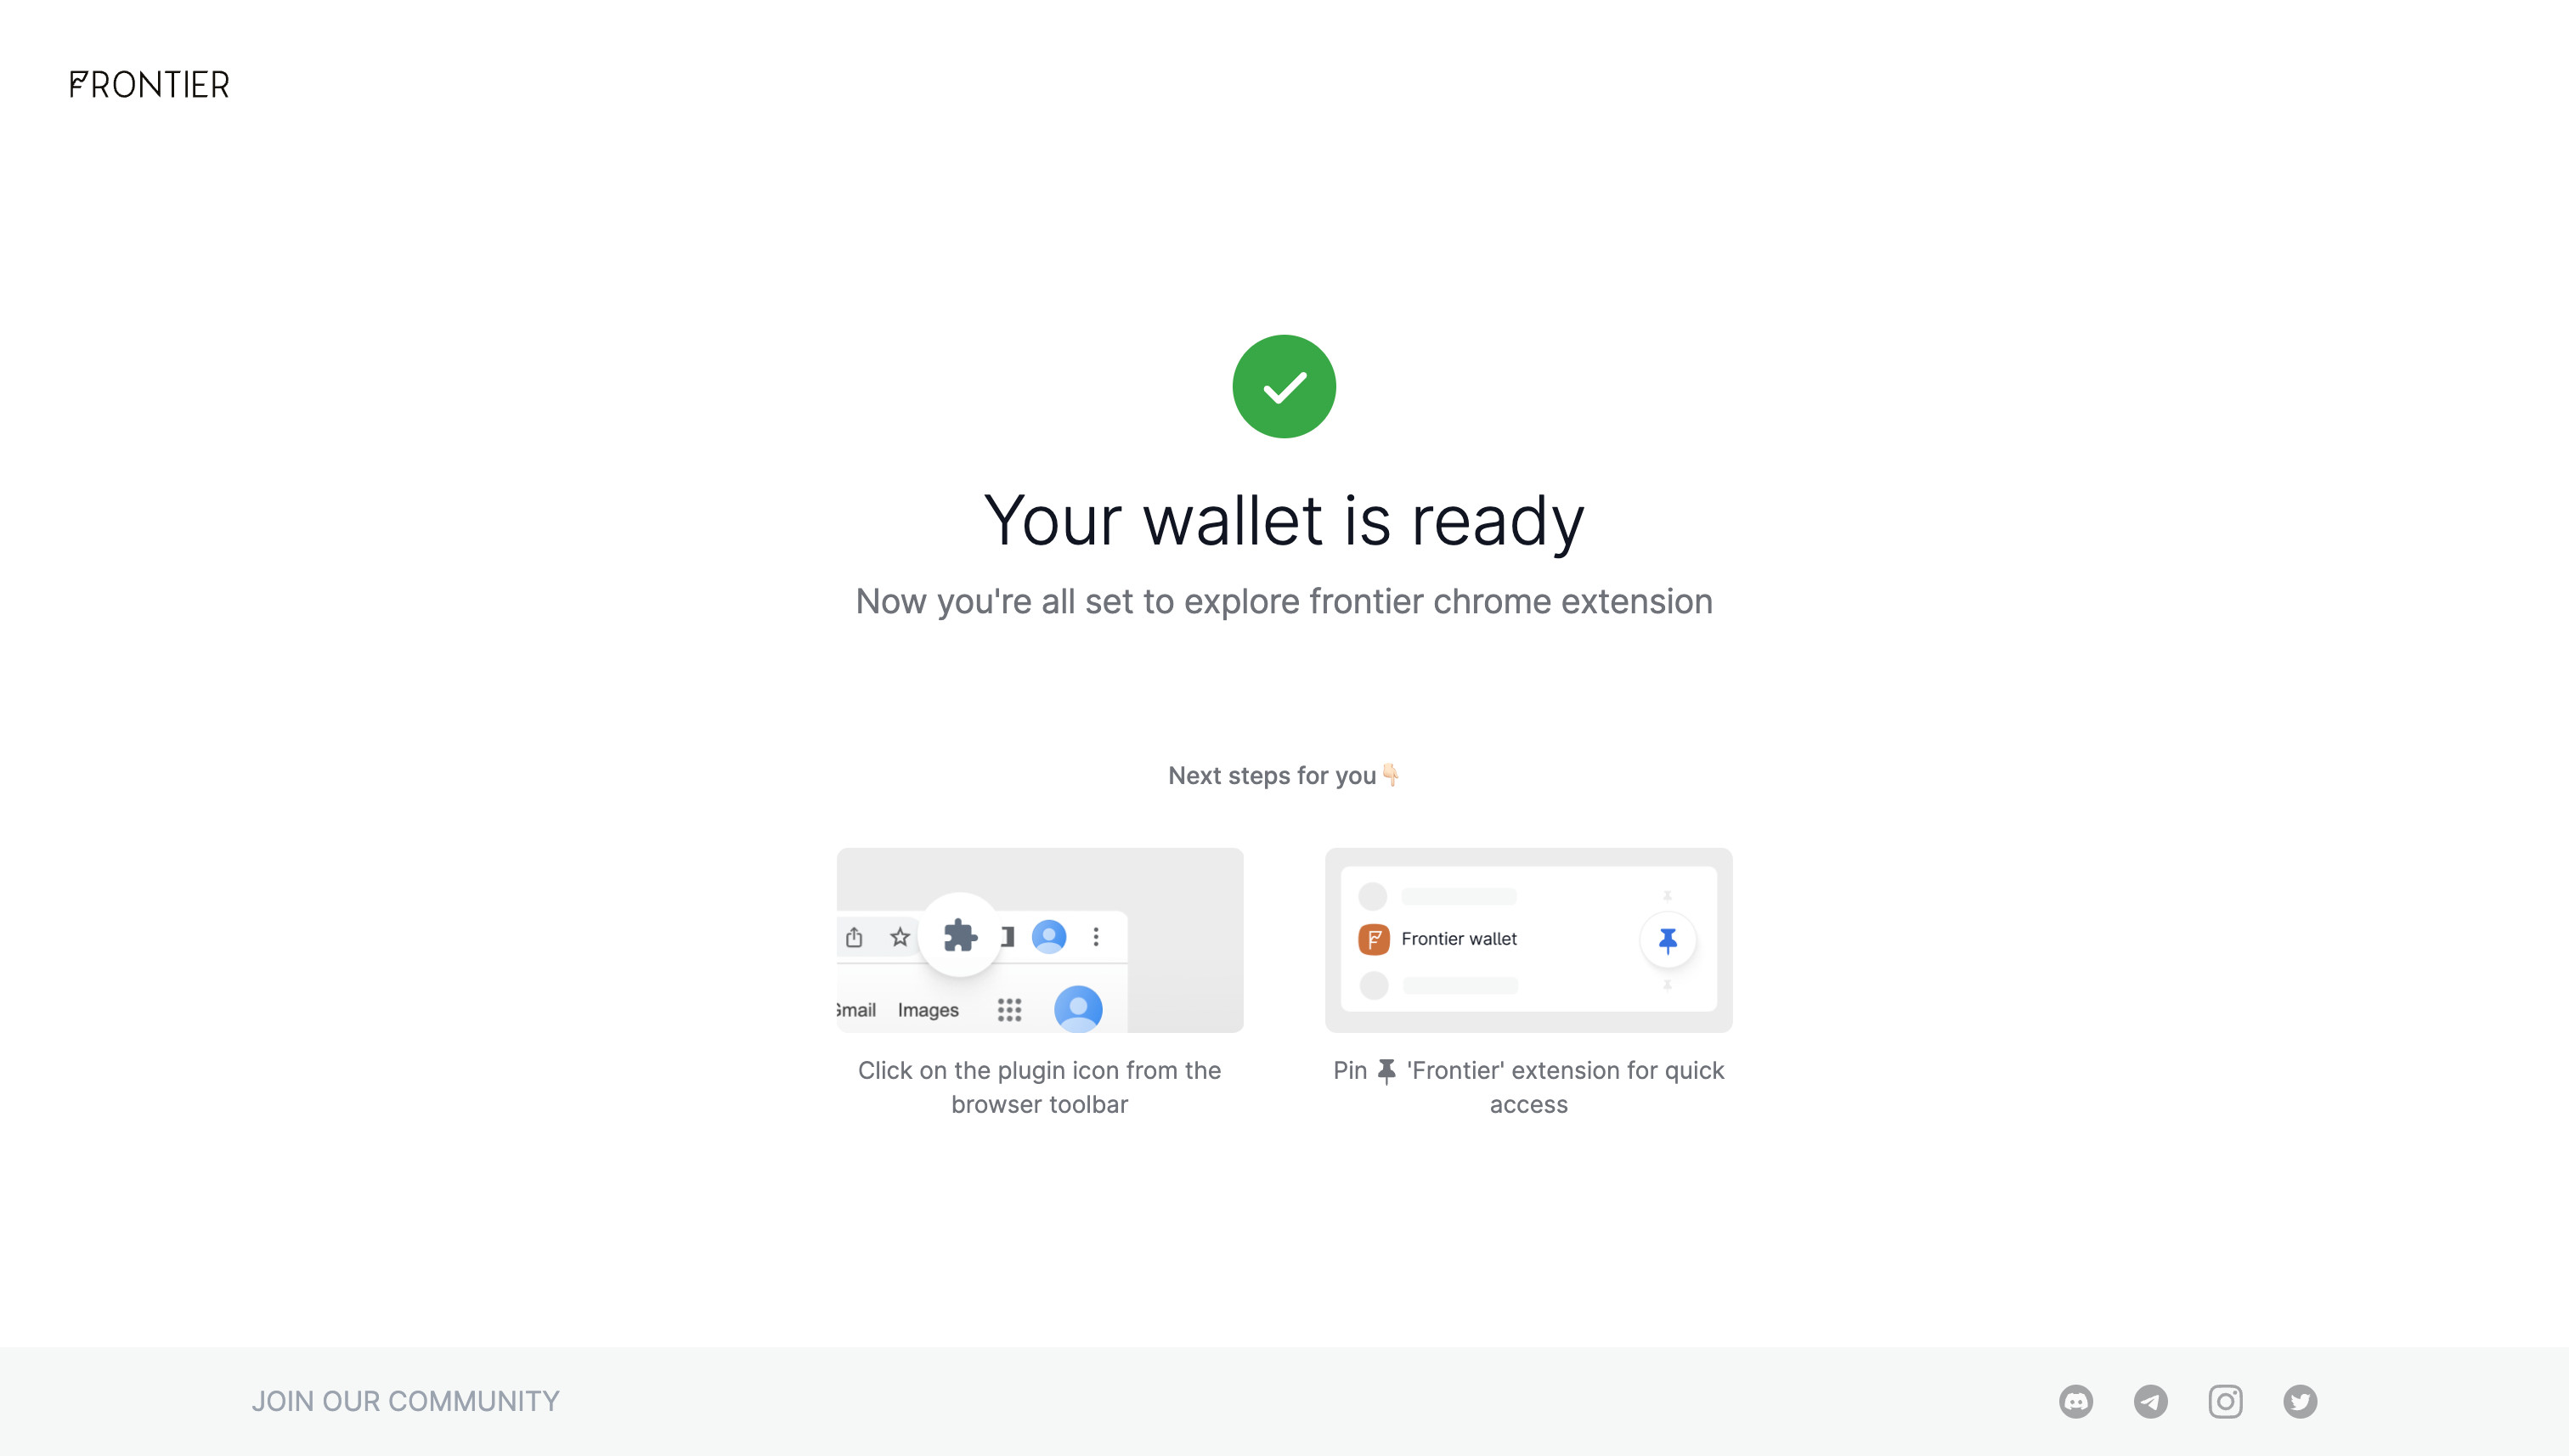 FRONTIER
Your wallet is ready
Now you're all set to explore frontier chrome extension
Next steps for you👇🏻
Frontier wallet
Gmail Images
Click on the plugin icon from the
browser toolbar
Pin 'Frontier' extension for quick
access
JOIN OUR COMMUNITY